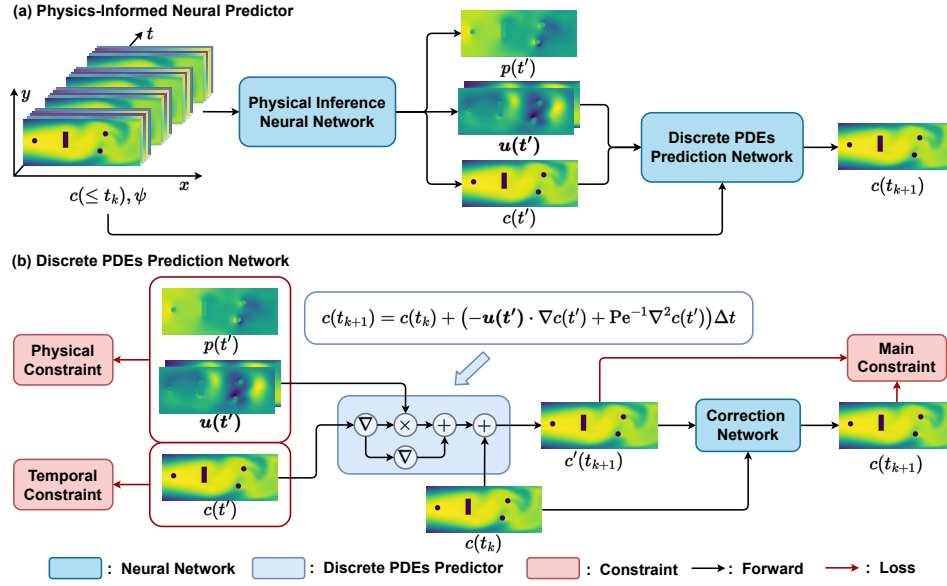 (a) Physics-Informed Neural Predictor
t
y
x
c(≤ t_k), ψ
Physical Inference
Neural Network
p(t′)
u(t′)
c(t′)
Discrete PDEs
Prediction Network
c(t_{k+1})
(b) Discrete PDEs Prediction Network
c(t_{k+1}) = c(t_k) + (−u(t′) · ∇c(t′) + Pe⁻¹∇²c(t′))Δt
Physical
Constraint
p(t′)
u(t′)
Temporal
Constraint
c(t′)
∇ × + +
∇
c′(t_{k+1})
c(t_k)
Correction
Network
Main
Constraint
c(t_{k+1})
: Neural Network
: Discrete PDEs Predictor
: Constraint
: Forward
: Loss